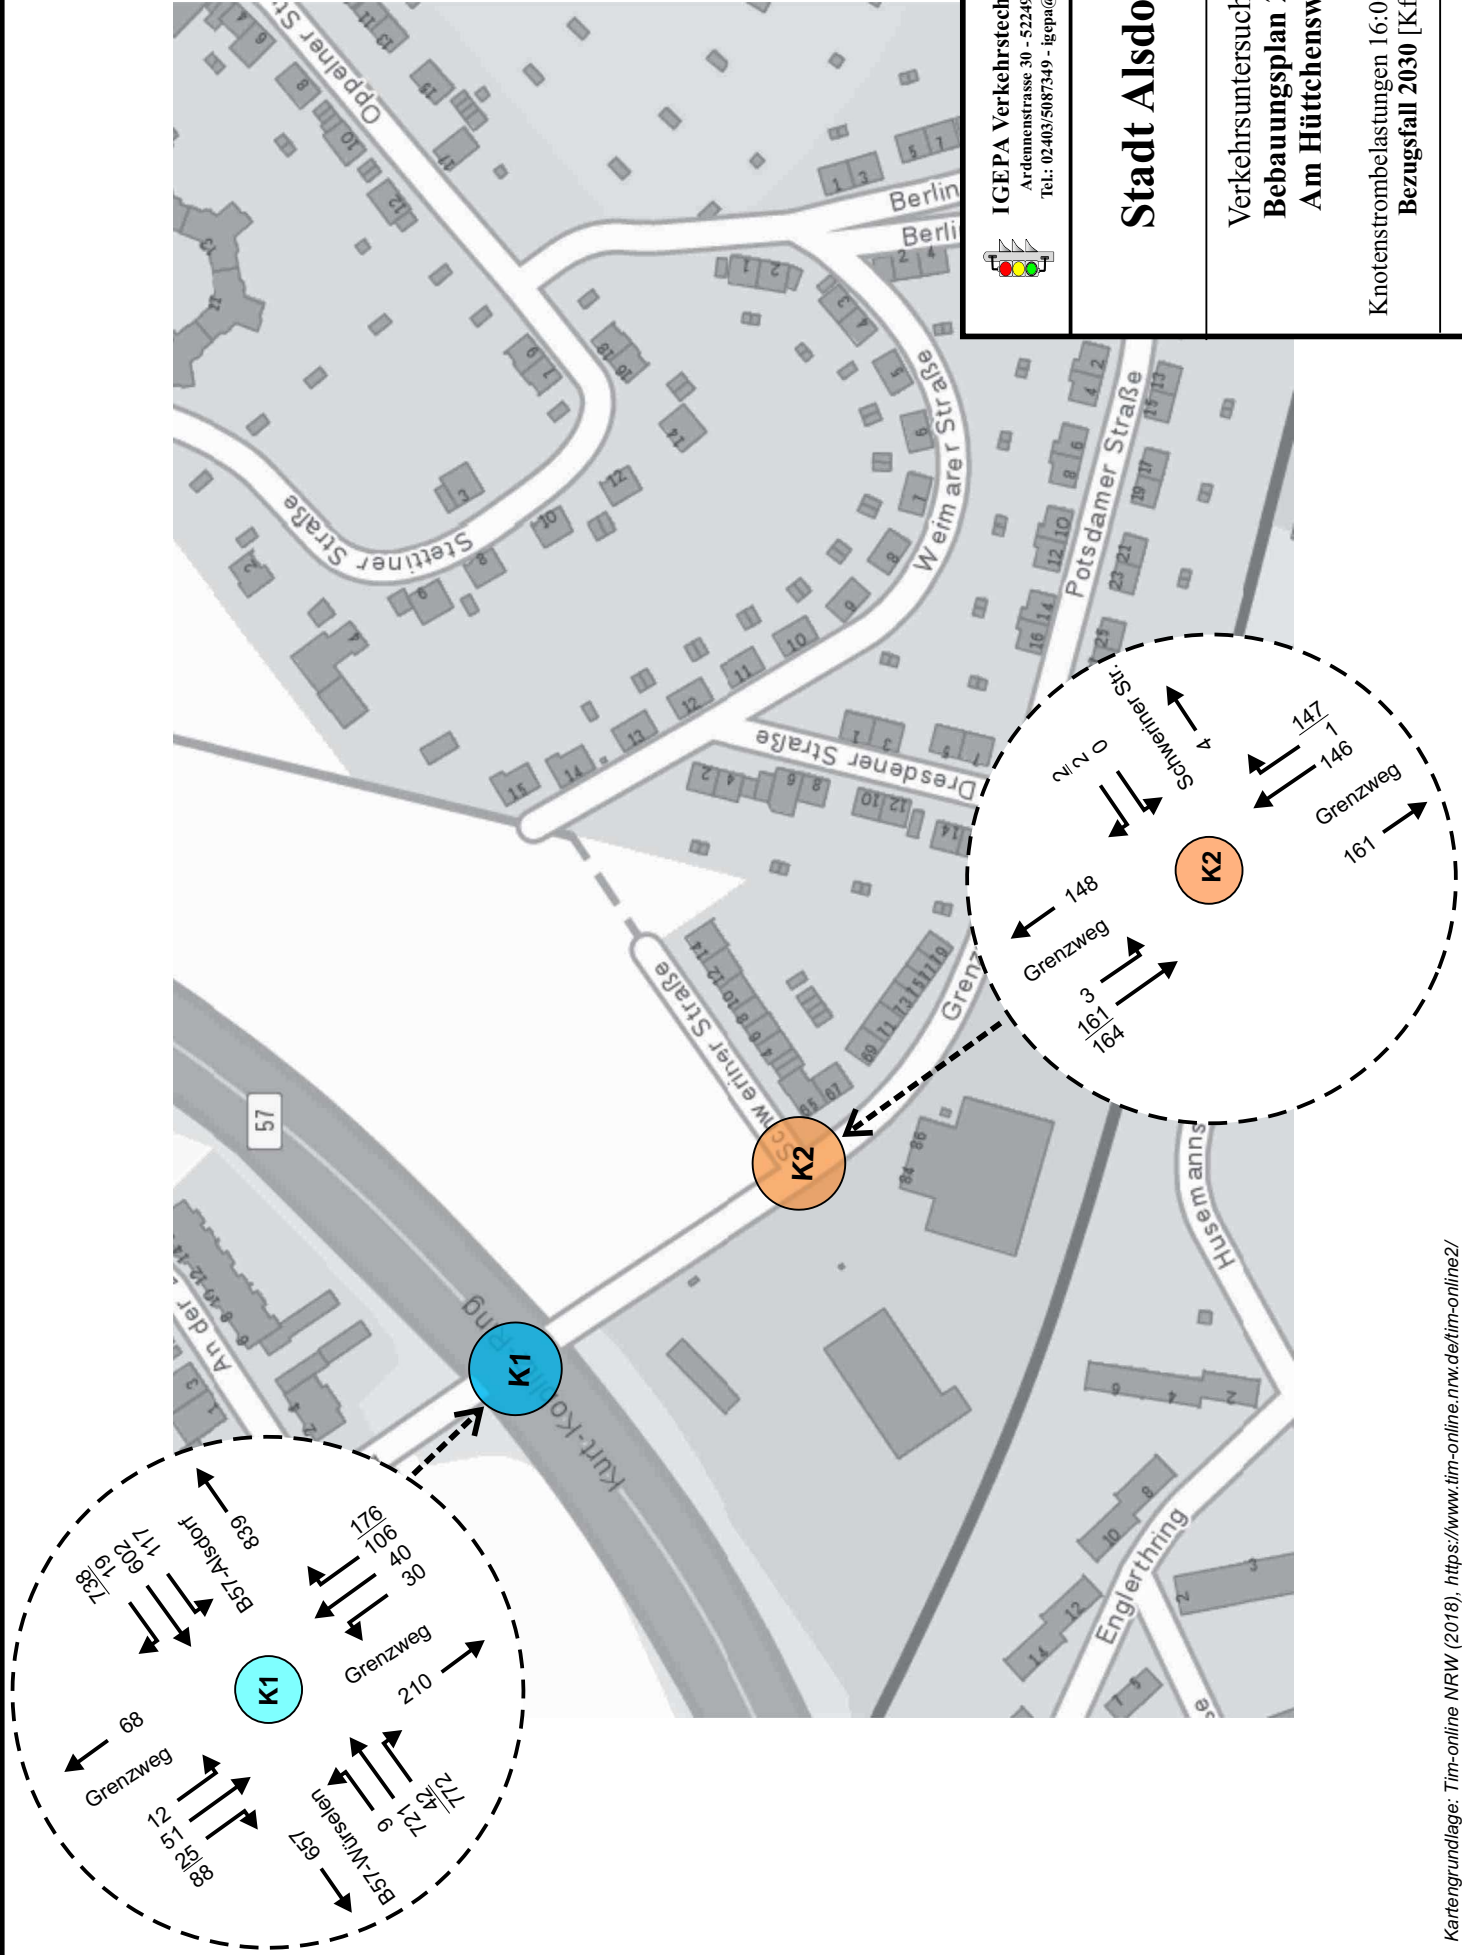 IGEPA Verkehrstech
Ardennenstrasse 30 - 52249
Tel.: 02403/5087349 - igepa@
Stadt Alsdo
Verkehrsuntersuch
Bebauungsplan
Am Hüttchensw
Knotenstrombelastungen 16:0
Bezugsfall 2030 [Kf
K1
Grenzweg
68
12
51
25
88
B57-Würselen
657
9
721
42
772
738
19
602
117
B57-Alsdorf
839
176
106
40
30
Grenzweg
210
K2
Grenzweg
148
3
161
164
2
2
0
Schweriner Str.
4
147
1
146
Grenzweg
161
K1
K2
57
Kurt-Ko
Ring
An der
Oppelner St
Stettiner Straße
Berlin
Berli
Weimarer Straße
Potsdamer Straße
Dresdener Straße
Schweriner Straße
Grenz
Husemanns
Englerthring
Kartengrundlage: Tim-online NRW (2018), https://www.tim-online.nrw.de/tim-online2/